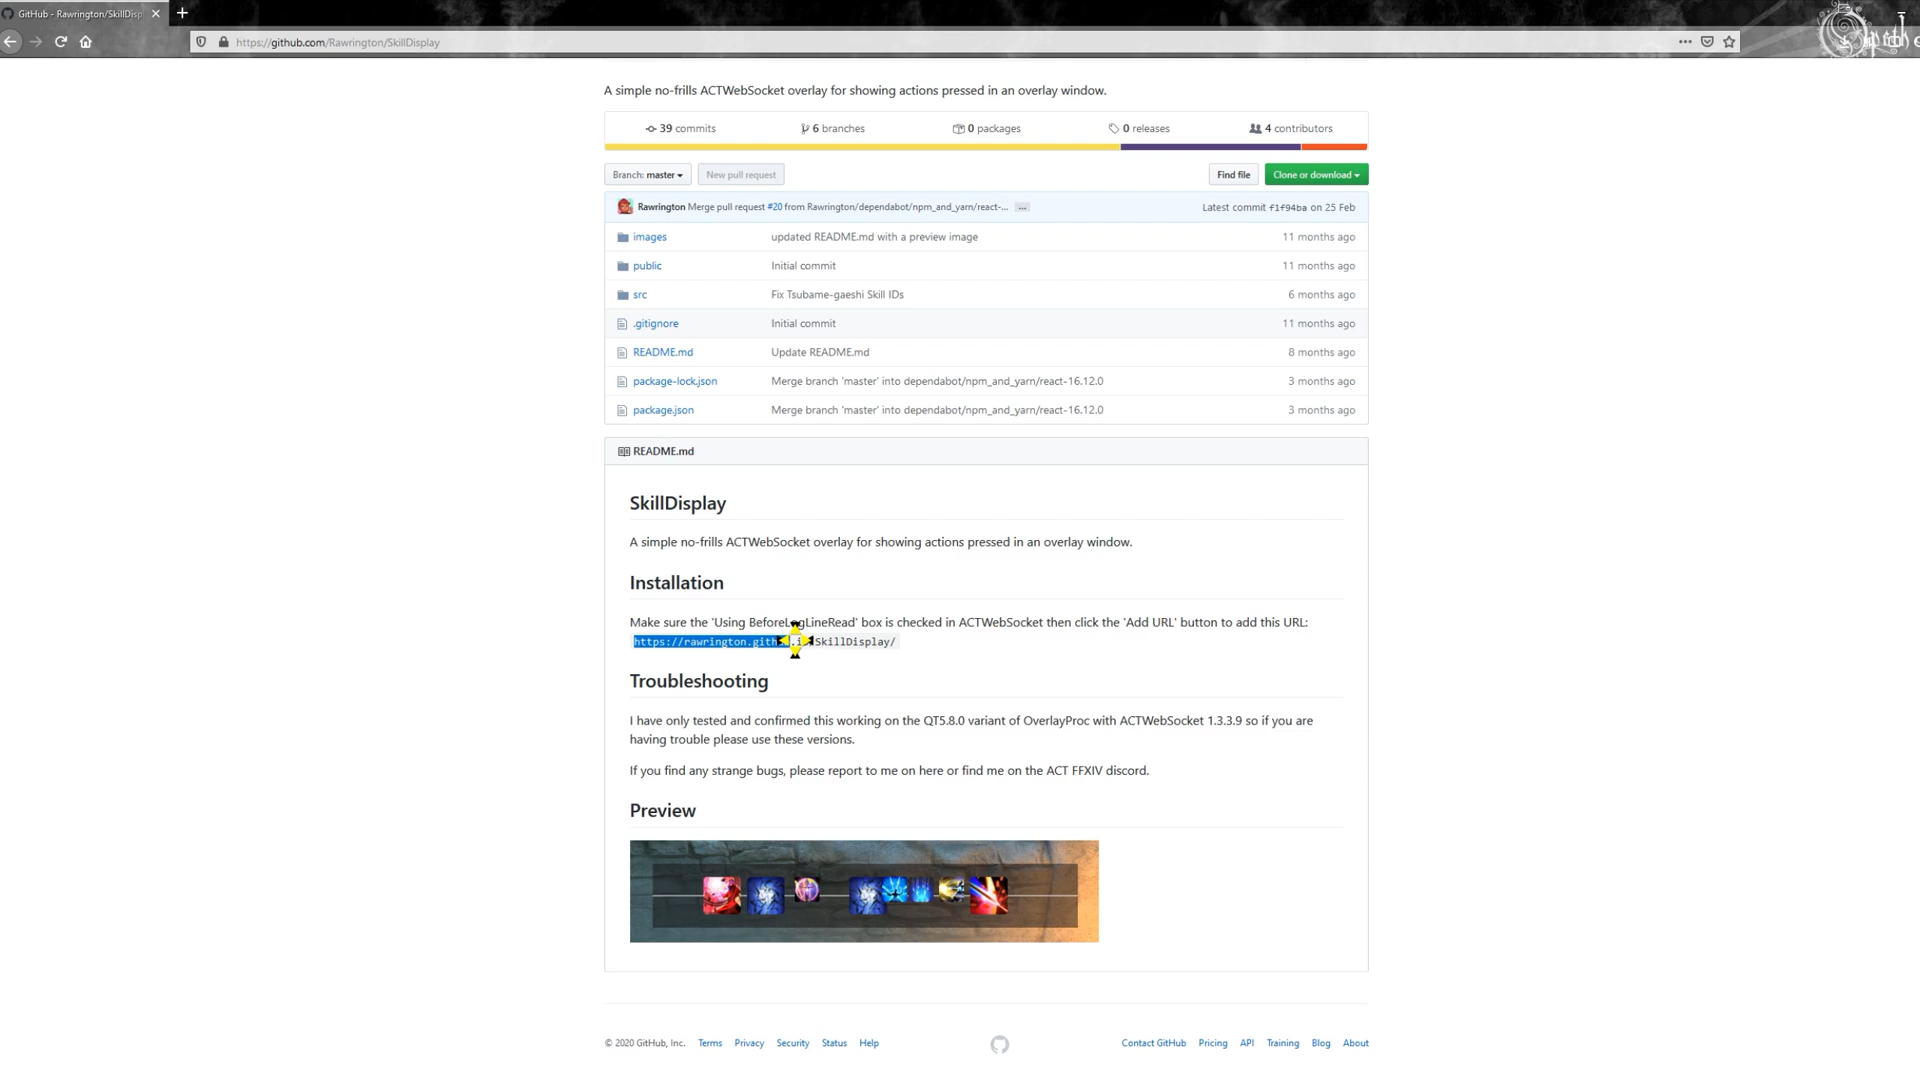 GitHub - Rawrington/SkillDisp
https://github.com/Rawrington/SkillDisplay
A simple no-frills ACTWebSocket overlay for showing actions pressed in an overlay window.
39 commits 6 branches 0 packages 0 releases 4 contributors
Branch: master New pull request Find file Clone or download
Rawrington Merge pull request #20 from Rawrington/dependabot/npm_and_yarn/react-... ... Latest commit f1f94ba on 25 Feb
images updated README.md with a preview image 11 months ago
public Initial commit 11 months ago
src Fix Tsubame-gaeshi Skill IDs 6 months ago
.gitignore Initial commit 11 months ago
README.md Update README.md 8 months ago
package-lock.json Merge branch 'master' into dependabot/npm_and_yarn/react-16.12.0 3 months ago
package.json Merge branch 'master' into dependabot/npm_and_yarn/react-16.12.0 3 months ago
README.md
SkillDisplay
A simple no-frills ACTWebSocket overlay for showing actions pressed in an overlay window.
Installation
Make sure the 'Using BeforeLogLineRead' box is checked in ACTWebSocket then click the 'Add URL' button to add this URL:
https://rawrington.gith .i SkillDisplay/
Troubleshooting
I have only tested and confirmed this working on the QT5.8.0 variant of OverlayProc with ACTWebSocket 1.3.3.9 so if you are
having trouble please use these versions.
If you find any strange bugs, please report to me on here or find me on the ACT FFXIV discord.
Preview
© 2020 GitHub, Inc. Terms Privacy Security Status Help Contact GitHub Pricing API Training Blog About